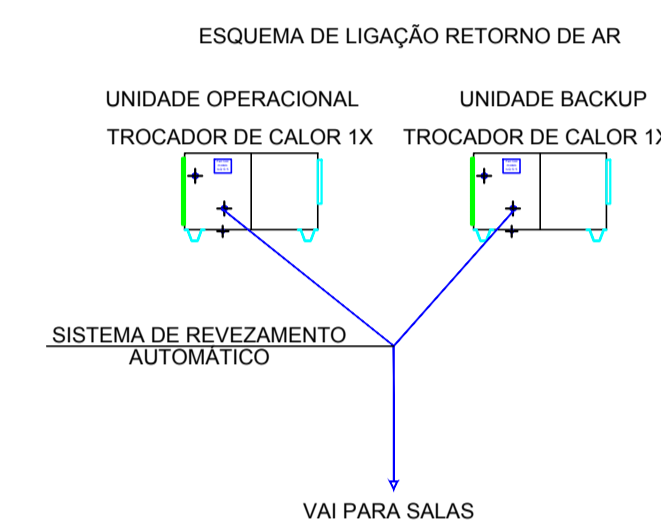 ESQUEMA DE LIGAÇÃO RETORNO DE AR
UNIDADE OPERACIONAL
UNIDADE BACKUP
TROCADOR DE CALOR 1X
TROCADOR DE CALOR 1X
SISTEMA DE REVEZAMENTO
AUTOMÁTICO
VAI PARA SALAS